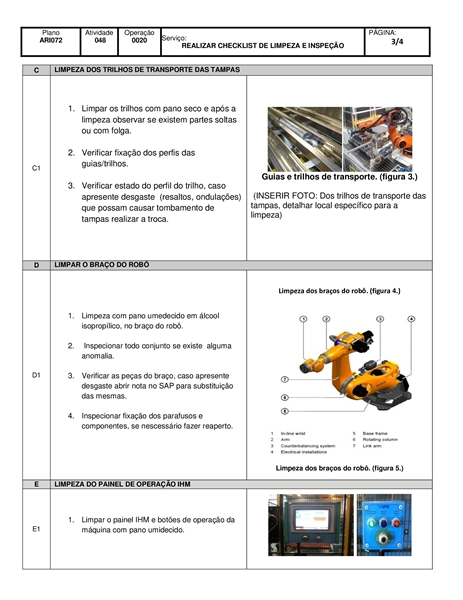 Plano
ARI072
Atividade
048
Operação
0020
Serviço:
REALIZAR CHECKLIST DE LIMPEZA E INSPEÇÃO
PÁGINA:
3/4
C
LIMPEZA DOS TRILHOS DE TRANSPORTE DAS TAMPAS
C1
1. Limpar os trilhos com pano seco e após a
limpeza observar se existem partes soltas
ou com folga.
2. Verificar fixação dos perfis das
guias/trilhos.
3. Verificar estado do perfil do trilho, caso
apresente desgaste (resaltos, ondulações)
que possam causar tombamento de
tampas realizar a troca.
Guias e trilhos de transporte. (figura 3.)
(INSERIR FOTO: Dos trilhos de transporte das
tampas, detalhar local específico para a
limpeza)
D
LIMPAR O BRAÇO DO ROBÔ
D1
1. Limpeza com pano umedecido em álcool
isopropílico, no braço do robô.
2. Inspecionar todo conjunto se existe alguma
anomalia.
3. Verificar as peças do braço, caso apresente
desgaste abrir nota no SAP para substituição
das mesmas.
4. Inspecionar fixação dos parafusos e
componentes, se nescessário fazer reaperto.
Limpeza dos braços do robô. (figura 4.)
1 2 3 4
7
6
5
1 In-line wrist
2 Arm
3 Counterbalancing system
4 Electrical installations
5 Base frame
6 Rotating column
7 Link arm
Limpeza dos braços do robô. (figura 5.)
E
LIMPEZA DO PAINEL DE OPERAÇÃO IHM
E1
1. Limpar o painel IHM e botões de operação da
máquina com pano umidecido.